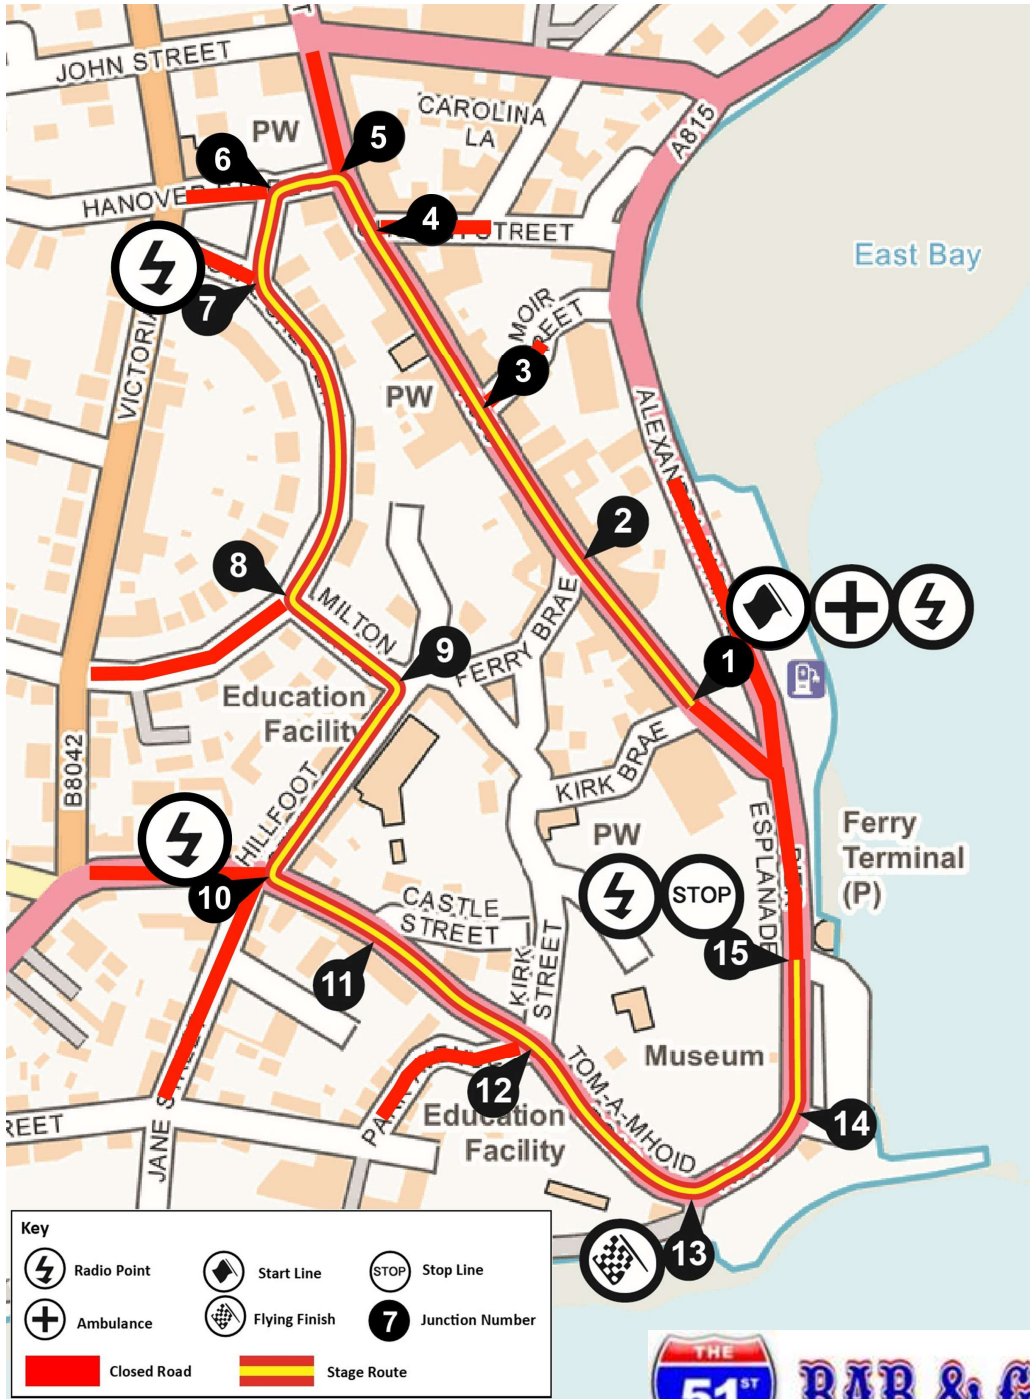 JOHN STREET
PW
CAROLINA
LA
A815
5
6
HANOVER
4
STREET
East Bay
7
VICTORIA
MOIR
STREET
3
PW
ALEXANDRA
2
8
MILTON
FERRY BRAE
9
1
Education
Facility
B8042
KIRK BRAE
HILLFOOT
PW
ESPLANADE
Ferry
Terminal
(P)
10
CASTLE
STREET
STOP
15
11
KIRK
STREET
Museum
12
TOM-A-MHOID
14
Education
Facility
JANE STREET
REET
13
Key
Radio Point
Start Line
STOP
Stop Line
Ambulance
Flying Finish
7
Junction Number
Closed Road
Stage Route
THE
51ST
BAR & G